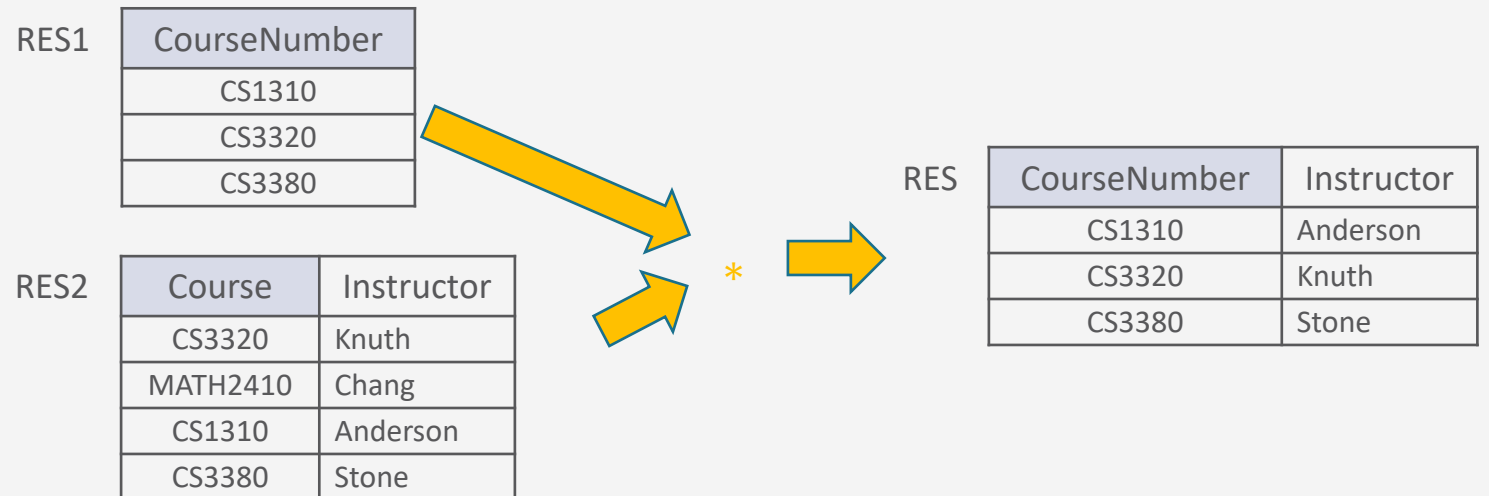 RES1
CourseNumber
CS1310
CS3320
CS3380
RES2
Course Instructor
CS3320 Knuth
MATH2410 Chang
CS1310 Anderson
CS3380 Stone
*
RES
CourseNumber Instructor
CS1310 Anderson
CS3320 Knuth
CS3380 Stone